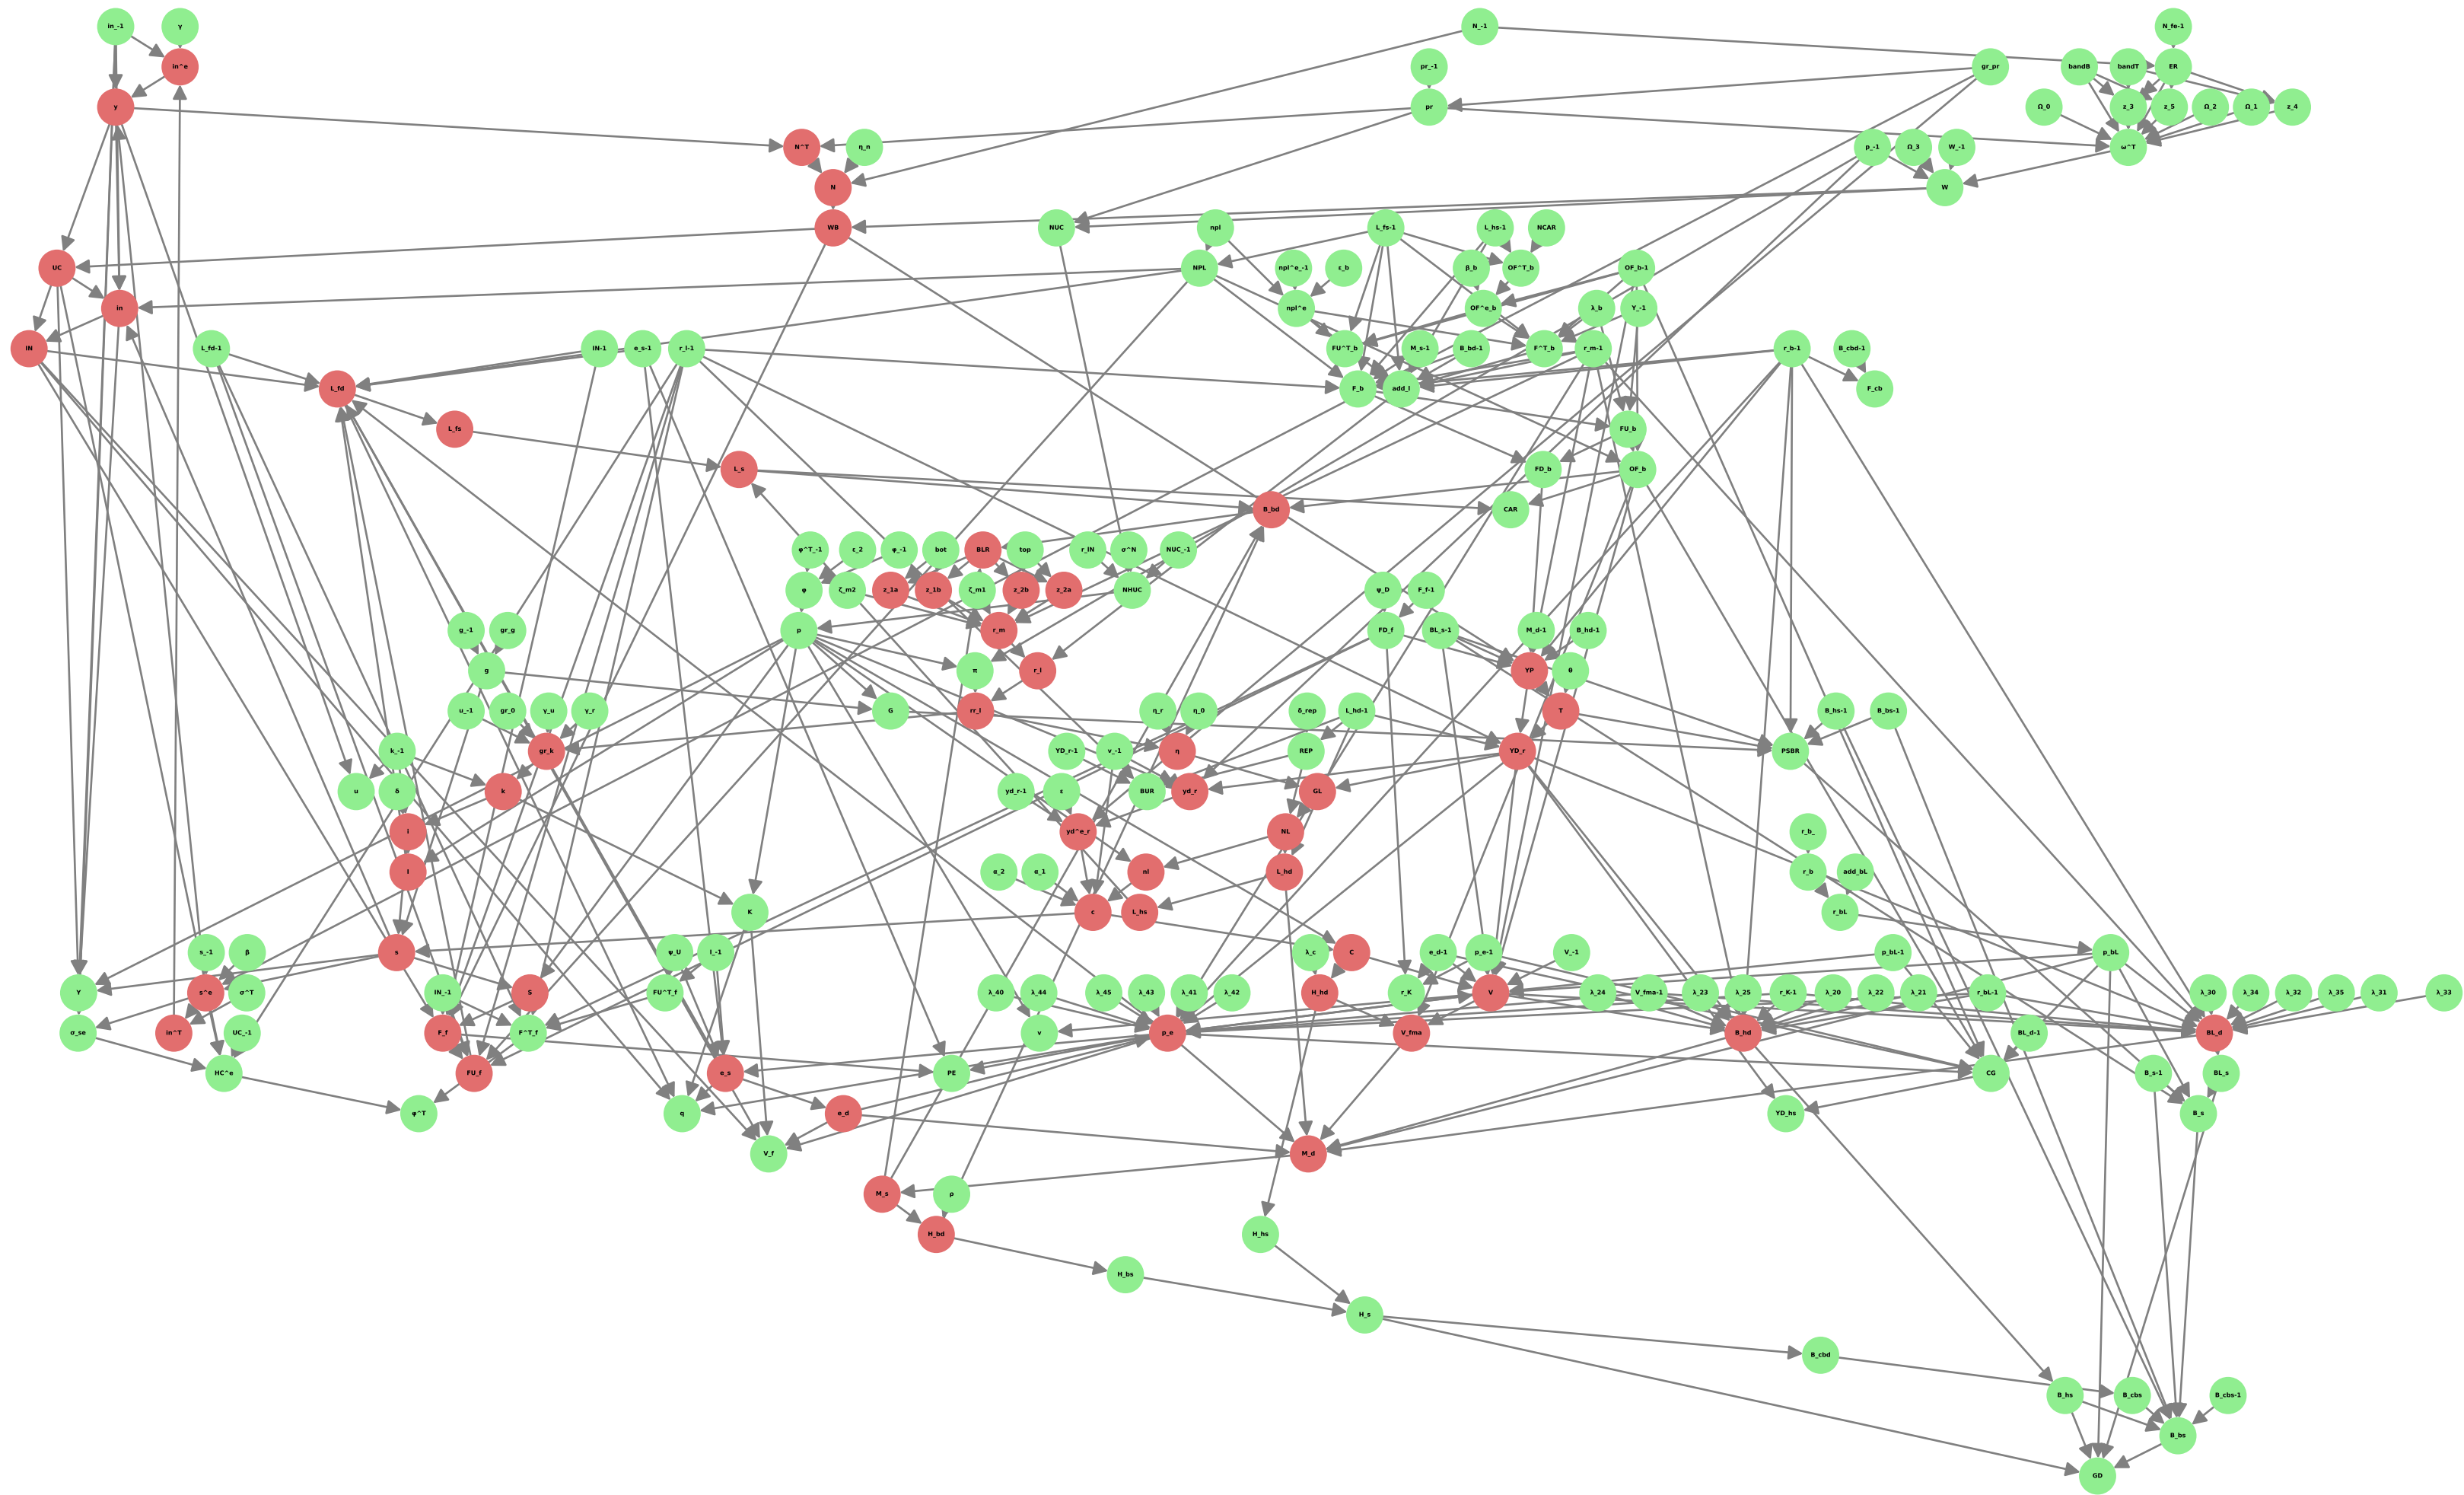 in_-1 γ N_-1 N_fe-1
in^e pr_-1 gr_pr bandB bandT ER
y pr Ω_0 z_3 z_5 Ω_2 Ω_1 z_4
N^T η_n p_-1 Ω_3 W_-1 ω^T
N W
WB NUC npl L_fs-1 L_hs-1 NCAR
UC NPL npl^e_-1 ε_b β_b OF^T_b OF_b-1
in npl^e OF^e_b λ_b Y_-1
IN L_fd-1 IN-1 e_s-1 r_l-1 FU^T_b M_s-1 B_bd-1 F^T_b r_m-1 r_b-1 B_cbd-1
L_fd F_b add_l F_cb
L_fs FU_b
L_s FD_b OF_b
B_bd CAR
φ^T_-1 ε_2 φ_-1 bot BLR top r_lN σ^N NUC_-1
φ ζ_m2 z_1a z_1b ζ_m1 z_2b z_2a NHUC φ_D F_f-1
g_-1 gr_g p r_m FD_f BL_s-1 M_d-1 B_hd-1
g π r_l YP θ
u_-1 gr_0 γ_u γ_r G rr_l η_r η_0 δ_rep L_hd-1 T B_hs-1 B_bs-1
k_-1 gr_k YD_r-1 v_-1 η REP YD_r PSBR
u δ k yd_r-1 ε BUR yd_r GL
i yd^e_r NL r_b_
I α_2 α_1 nl L_hd r_b add_bL
K c L_hs r_bL
s_-1 β s φ_U I_-1 λ_c C e_d-1 p_e-1 V_-1 p_bL-1 p_bL
s^e σ^T Y IN_-1 S FU^T_f λ_40 λ_44 λ_45 λ_43 λ_41 λ_42 H_hd r_K V λ_24 V_fma-1 λ_23 λ_25 r_K-1 λ_20 λ_22 λ_21 r_bL-1 λ_30 λ_34 λ_32 λ_35 λ_31 λ_33
σ_se in^T UC_-1 F_f F^T_f v p_e V_fma B_hd BL_d-1 BL_d
HC^e FU_f e_s PE CG B_s-1 BL_s
φ^T q e_d YD_hs B_s
V_f M_d
M_s ρ
H_bd H_hs
H_bs
H_s
B_cbd
B_hs B_cbs B_cbs-1
B_bs
GD